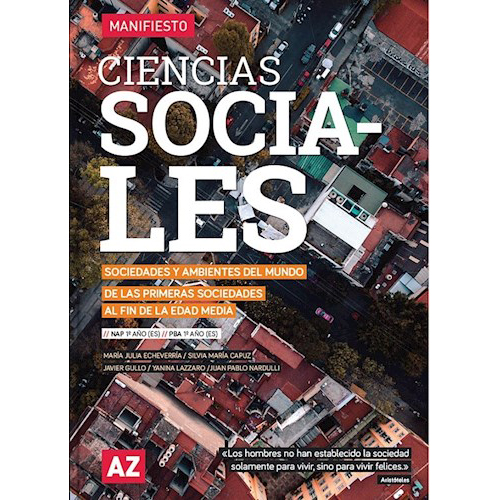 MANIFIESTO
CIENCIAS
SOCIA-
LES
SOCIEDADES Y AMBIENTES DEL MUNDO
DE LAS PRIMERAS SOCIEDADES
AL FIN DE LA EDAD MEDIA
// NAP 1º AÑO (ES) // PBA 1º AÑO (ES)
MARÍA JULIA ECHEVERRÍA / SILVIA MARÍA CAPUZ
JAVIER GULLO / YANINA LAZZARO / JUAN PABLO NARDULLI
«Los hombres no han establecido la sociedad
solamente para vivir, sino para vivir felices.»
Aristóteles
AZ